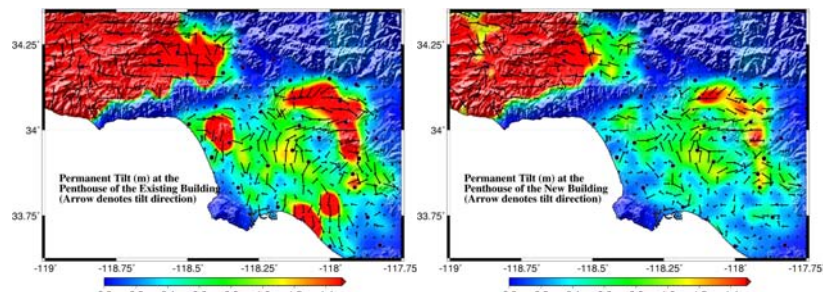 34.25˚
34˚
33.75˚
Permanent Tilt (m) at the
Penthouse of the Existing Building
(Arrow denotes tilt direction)
-119˚ -118.75˚ -118.5˚ -118.25˚ -118˚ -117.75
34.25˚
34˚
33.75˚
Permanent Tilt (m) at the
Penthouse of the New Building
(Arrow denotes tilt direction)
-119˚ -118.75˚ -118.5˚ -118.25˚ -118˚ -117.75